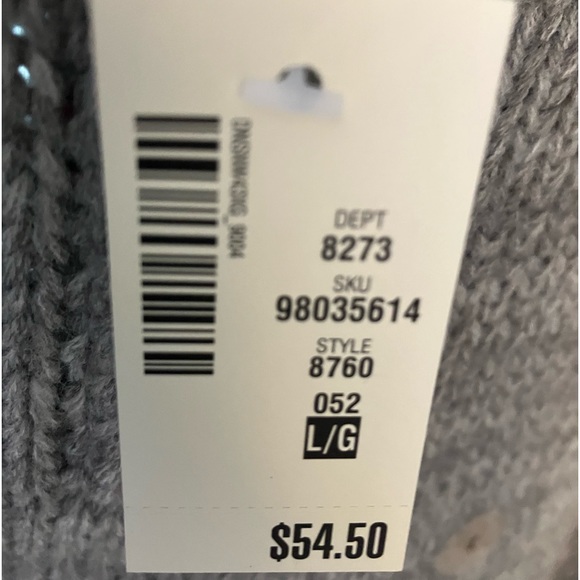 DEPT
8273
SKU
98035614
STYLE
8760
052
L/G
$54.50